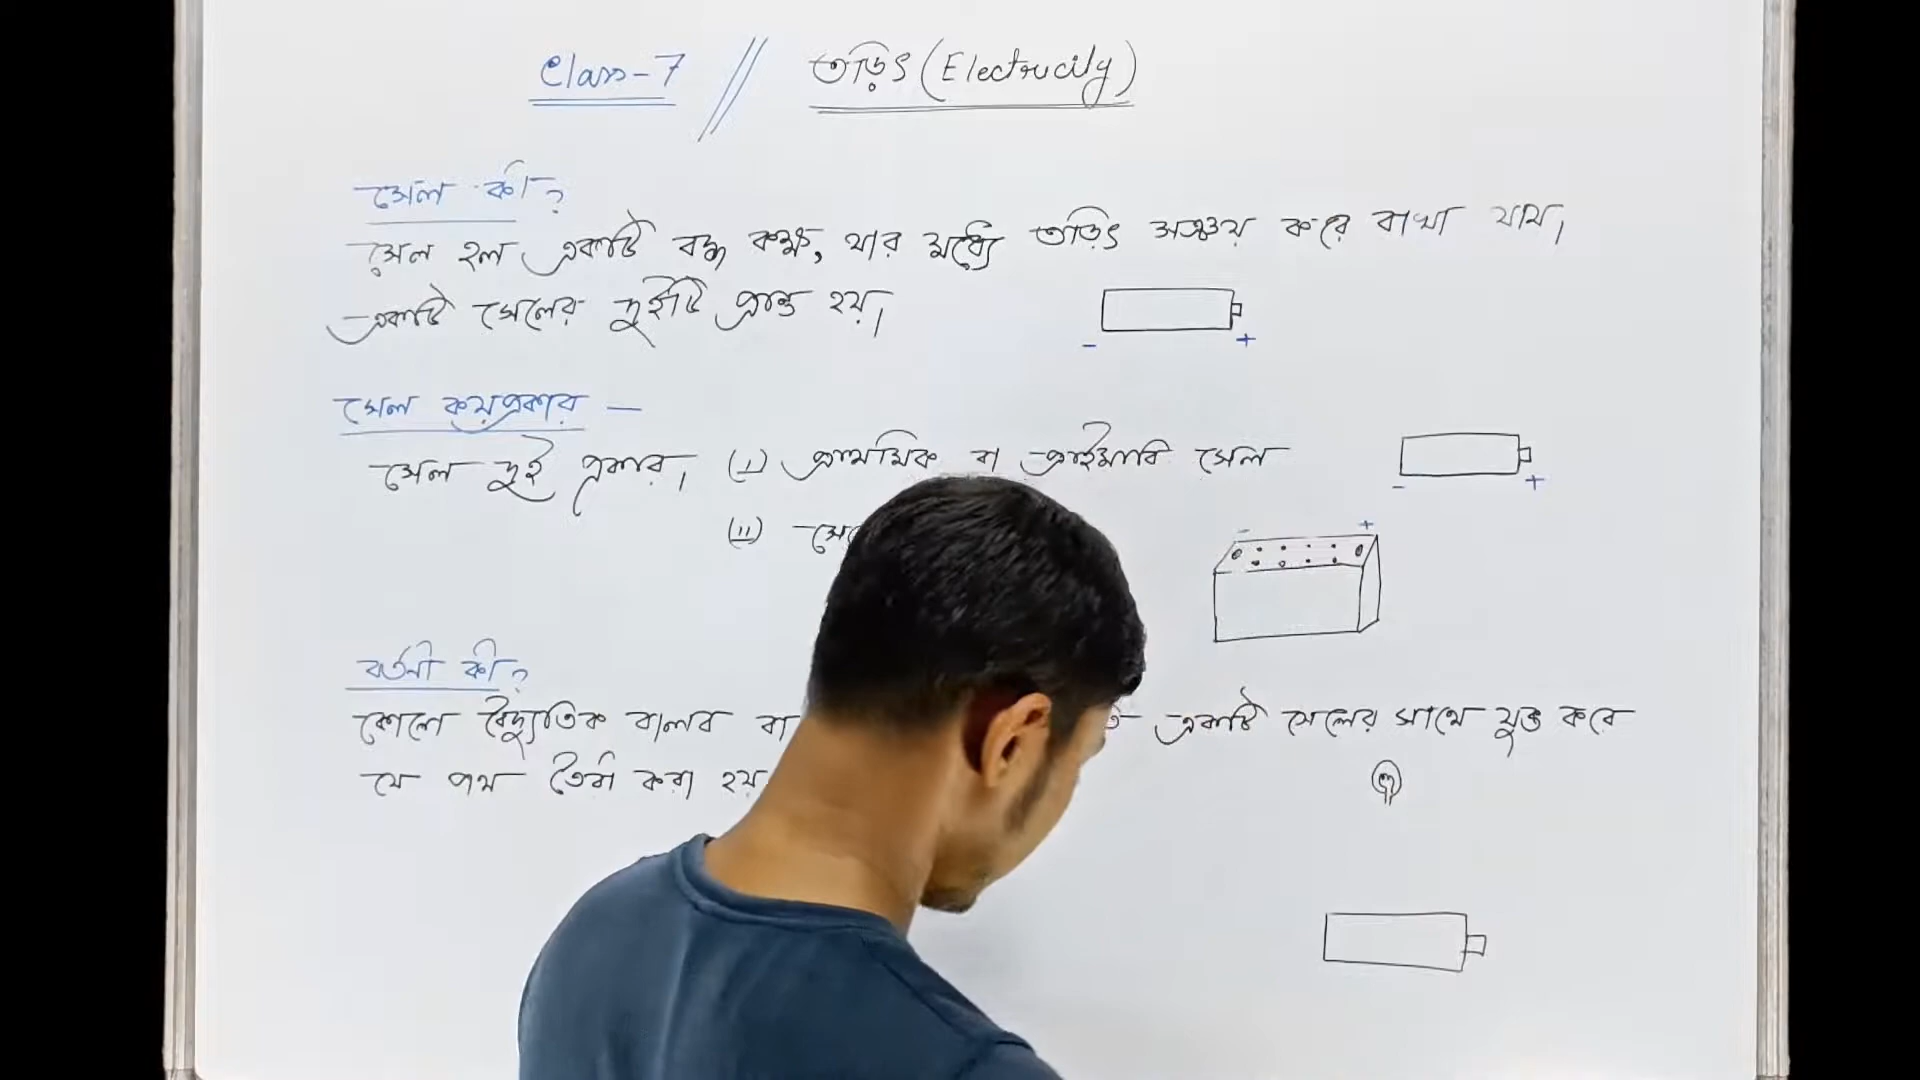 Class-7 // তড়িৎ (Electricity)
সেল কী?
সেল হল একটি বদ্ধ কক্ষ, যার মধ্যে তড়িৎ সঞ্চয় করে রাখা যায়।
একটি সেলের দুইটি প্রান্ত হয়।
- +
সেল কয়প্রকার —
সেল দুই প্রকার। (i) প্রাথমিক বা প্রাইমারি সেল
- +
(ii)
- +
বর্তনী কী?
কোনো বৈদ্যুতিক বালব বা একটি সেলের সাথে যুক্ত করে
যে পথ তৈরী করা হয়